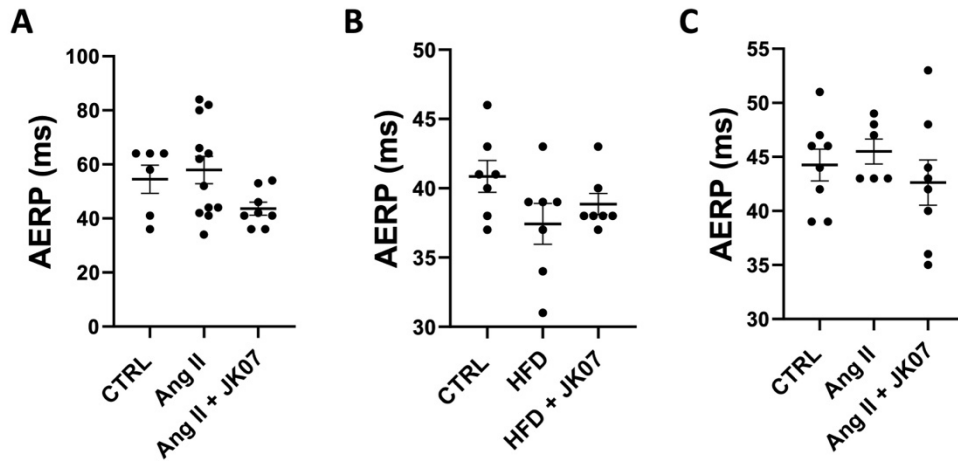 A
AERP (ms)
100
80
60
40
20
0
CTRL
Ang II
Ang II + JK07
B
AERP (ms)
50
45
40
35
30
CTRL
HFD
HFD + JK07
C
AERP (ms)
55
50
45
40
35
30
CTRL
Ang II
Ang II + JK07